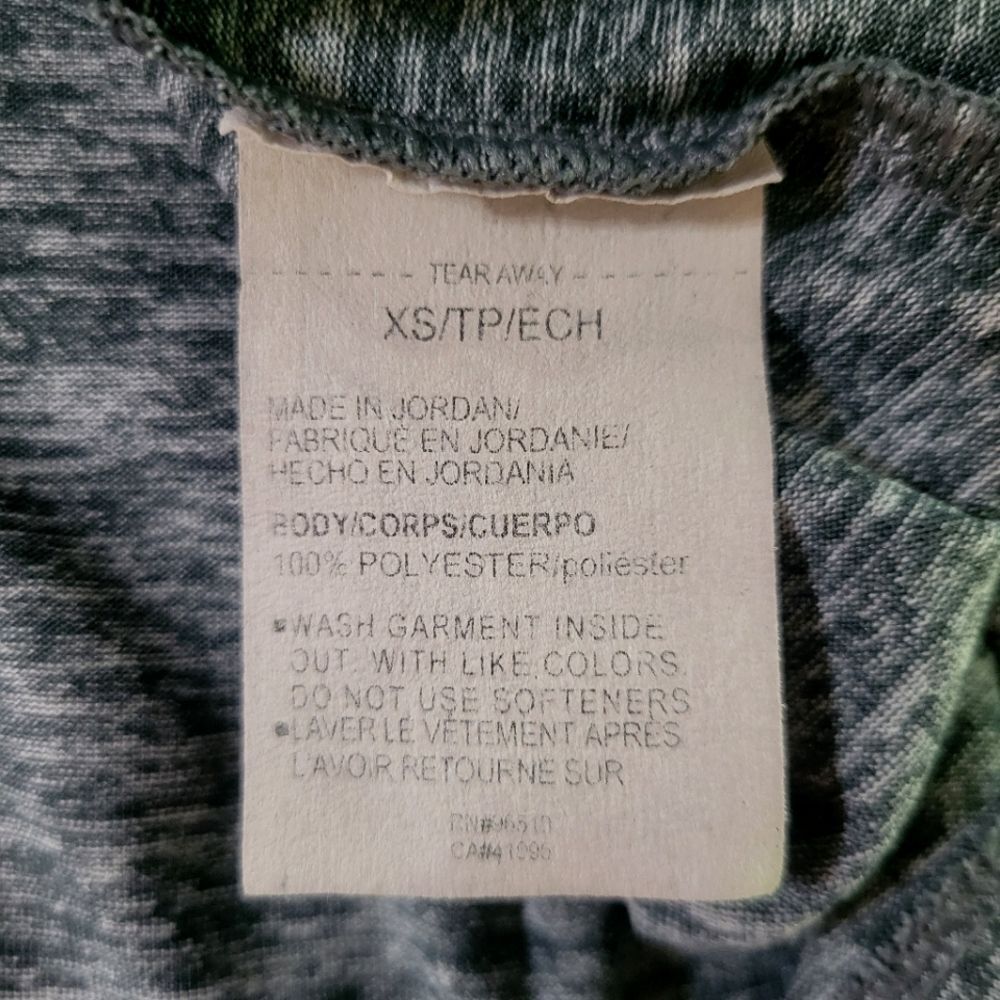 TEAR AWAY
XS/TP/ECH
MADE IN JORDAN/
FABRIQUÉ EN JORDANIE/
HECHO EN JORDANIA
BODY/CORPS/CUERPO
100% POLYESTER/poliéster
•WASH GARMENT INSIDE
OUT WITH LIKE COLORS
DO NOT USE SOFTENERS
•LAVER LE VÊTEMENT APRÈS
L'AVOIR RETOURNÉ SUR